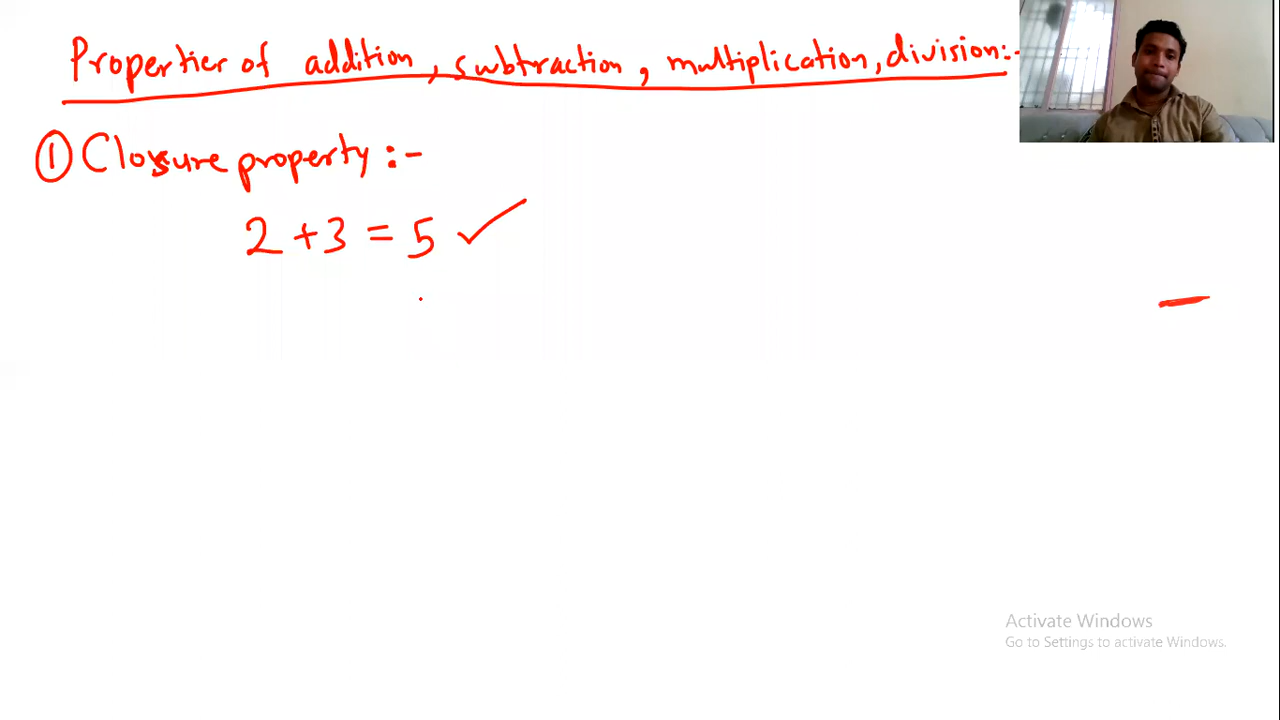 Properties of addition, subtraction, multiplication, division:-
① Closure property :-
2 + 3 = 5 ✓
Activate Windows
Go to Settings to activate Windows.